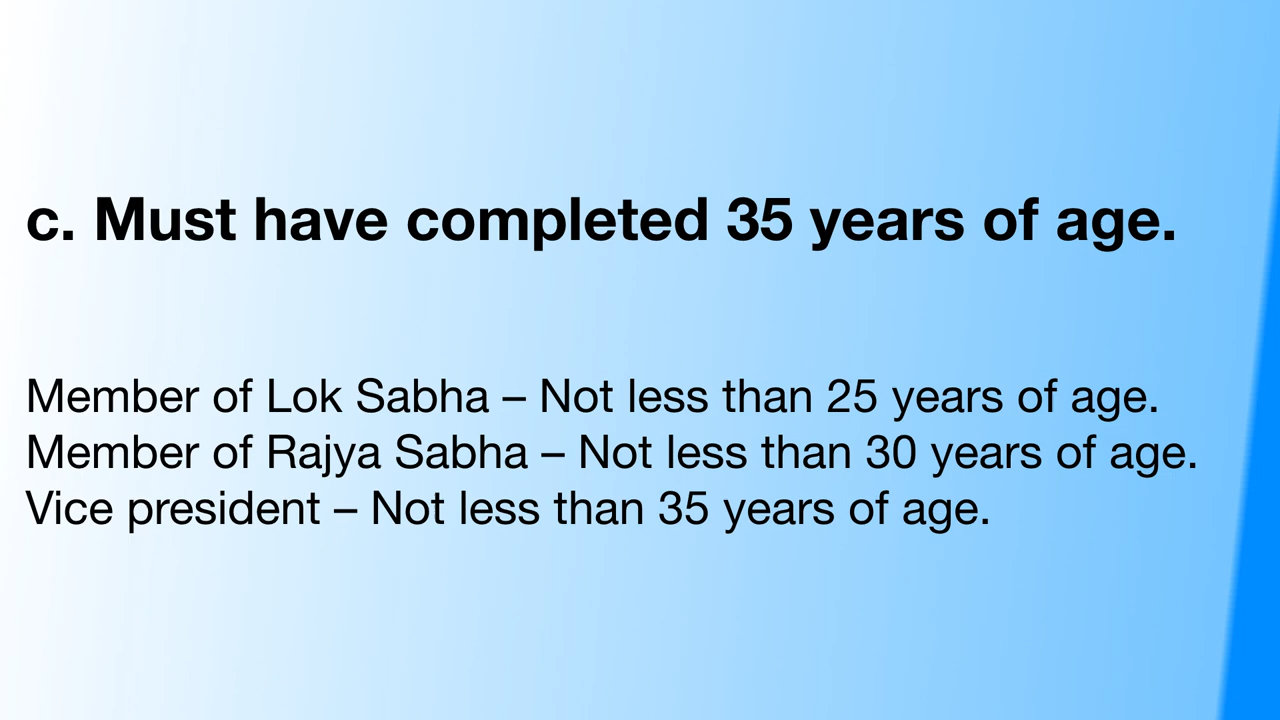 c. Must have completed 35 years of age.
Member of Lok Sabha – Not less than 25 years of age.
Member of Rajya Sabha – Not less than 30 years of age.
Vice president – Not less than 35 years of age.